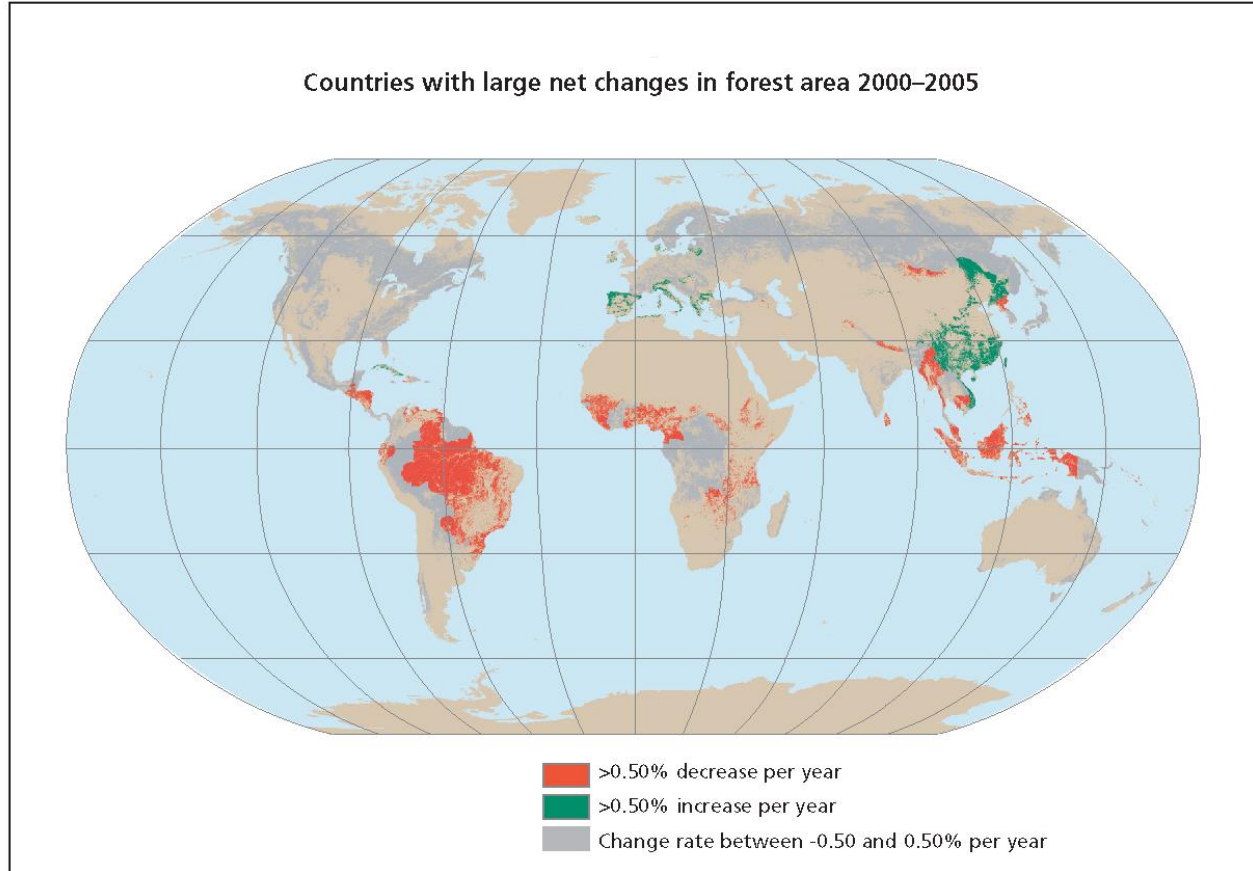 Countries with large net changes in forest area 2000–2005
>0.50% decrease per year
>0.50% increase per year
Change rate between -0.50 and 0.50% per year